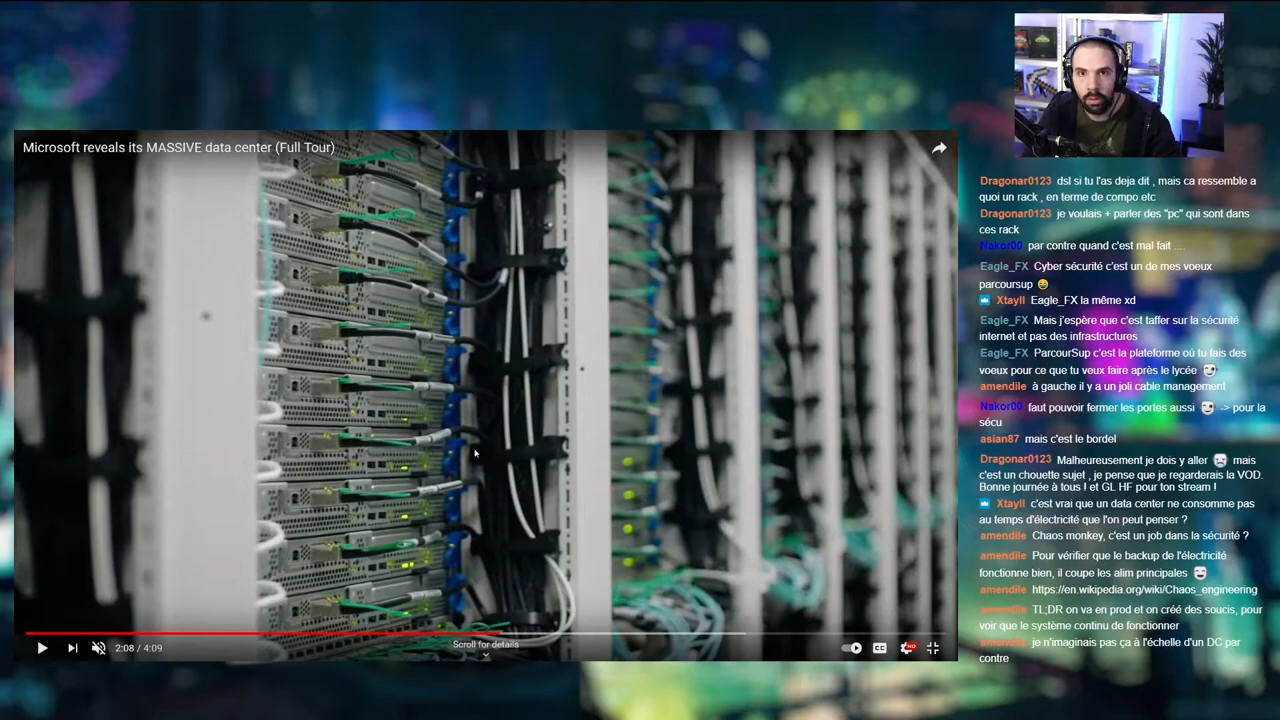 Microsoft reveals its MASSIVE data center (Full Tour)
2:08 / 4:09
Scroll for details
HD
CC
Dragonar0123 dsl si tu l'as deja dit , mais ca ressemble a
quoi un rack , en terme de compo etc
Dragonar0123 je voulais + parler des "pc" qui sont dans
ces rack
Nakor00 par contre quand c'est mal fait ....
Eagle_FX Cyber sécurité c'est un de mes voeux
parcoursup
Xtayll Eagle_FX la même xd
Eagle_FX Mais j'espère que c'est taffer sur la sécurité
internet et pas des infrastructures
Eagle_FX ParcourSup c'est la plateforme où tu fais des
voeux pour ce que tu veux faire après le lycée
amendile à gauche il y a un joli cable management
Nakor00 faut pouvoir fermer les portes aussi -> pour la
sécu
asian87 mais c'est le bordel
Dragonar0123 Malheureusement je dois y aller mais
c'est un chouette sujet , je pense que je regarderais la VOD.
Bonne journée à tous ! et GL HF pour ton stream !
Xtayll c'est vrai que un data center ne consomme pas
au temps d'électricité que l'on peut penser ?
amendile Chaos monkey, c'est un job dans la sécurité ?
amendile Pour vérifier que le backup de l'électricité
fonctionne bien, il coupe les alim principales
amendile https://en.wikipedia.org/wiki/Chaos_engineering
amendile TL;DR on va en prod et on créé des soucis, pour
voir que le système continu de fonctionner
amendile je n'imaginais pas ça à l'échelle d'un DC par
contre